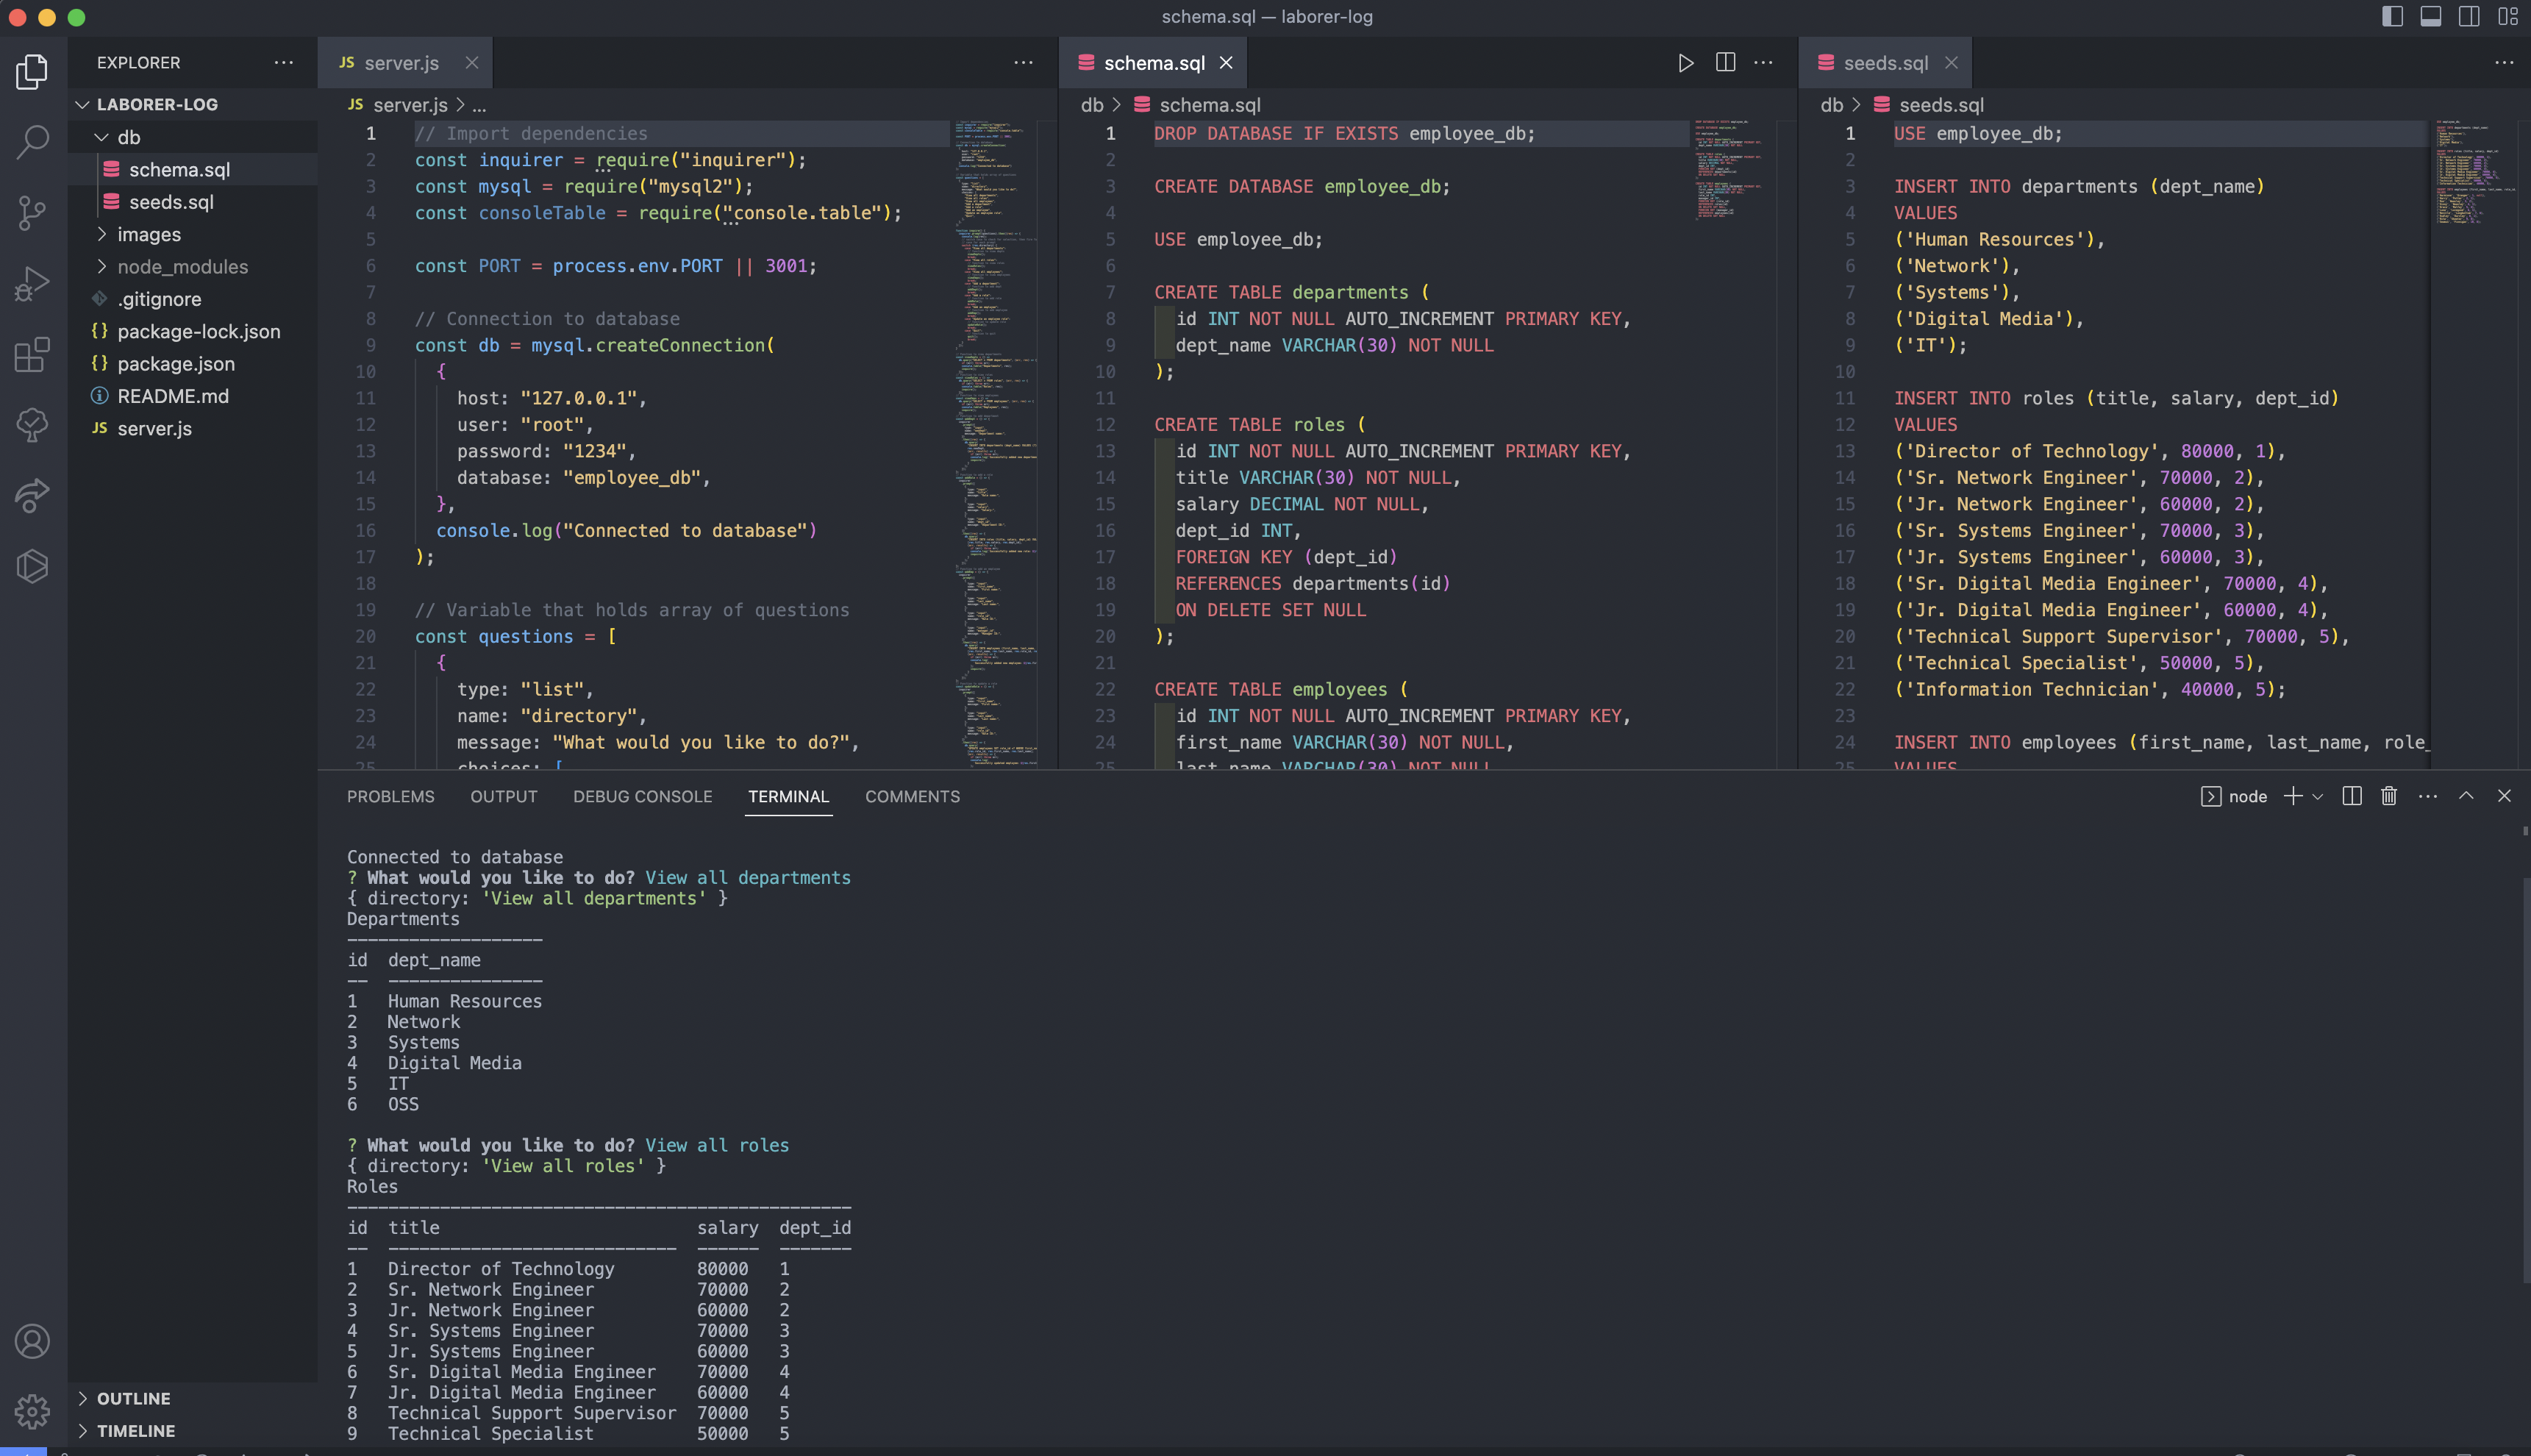 schema.sql — laborer-log
EXPLORER
LABORER-LOG
db
schema.sql
seeds.sql
images
node_modules
.gitignore
{} package-lock.json
{} package.json
README.md
JS server.js
OUTLINE
TIMELINE
JS server.js
JS server.js > ...
1 // Import dependencies
2 const inquirer = require("inquirer");
3 const mysql = require("mysql2");
4 const consoleTable = require("console.table");
5
6 const PORT = process.env.PORT || 3001;
7
8 // Connection to database
9 const db = mysql.createConnection(
10 {
11 host: "127.0.0.1",
12 user: "root",
13 password: "1234",
14 database: "employee_db",
15 },
16 console.log("Connected to database")
17 );
18
19 // Variable that holds array of questions
20 const questions = [
21 {
22 type: "list",
23 name: "directory",
24 message: "What would you like to do?",
25 choices: [
schema.sql
db > schema.sql
1 DROP DATABASE IF EXISTS employee_db;
2
3 CREATE DATABASE employee_db;
4
5 USE employee_db;
6
7 CREATE TABLE departments (
8 id INT NOT NULL AUTO_INCREMENT PRIMARY KEY,
9 dept_name VARCHAR(30) NOT NULL
10 );
11
12 CREATE TABLE roles (
13 id INT NOT NULL AUTO_INCREMENT PRIMARY KEY,
14 title VARCHAR(30) NOT NULL,
15 salary DECIMAL NOT NULL,
16 dept_id INT,
17 FOREIGN KEY (dept_id)
18 REFERENCES departments(id)
19 ON DELETE SET NULL
20 );
21
22 CREATE TABLE employees (
23 id INT NOT NULL AUTO_INCREMENT PRIMARY KEY,
24 first_name VARCHAR(30) NOT NULL,
25 last_name VARCHAR(30) NOT NULL
seeds.sql
db > seeds.sql
1 USE employee_db;
2
3 INSERT INTO departments (dept_name)
4 VALUES
5 ('Human Resources'),
6 ('Network'),
7 ('Systems'),
8 ('Digital Media'),
9 ('IT');
10
11 INSERT INTO roles (title, salary, dept_id)
12 VALUES
13 ('Director of Technology', 80000, 1),
14 ('Sr. Network Engineer', 70000, 2),
15 ('Jr. Network Engineer', 60000, 2),
16 ('Sr. Systems Engineer', 70000, 3),
17 ('Jr. Systems Engineer', 60000, 3),
18 ('Sr. Digital Media Engineer', 70000, 4),
19 ('Jr. Digital Media Engineer', 60000, 4),
20 ('Technical Support Supervisor', 70000, 5),
21 ('Technical Specialist', 50000, 5),
22 ('Information Technician', 40000, 5);
23
24 INSERT INTO employees (first_name, last_name, role_
25 VALUES
PROBLEMS OUTPUT DEBUG CONSOLE TERMINAL COMMENTS
node
Connected to database
? What would you like to do? View all departments
{ directory: 'View all departments' }
Departments
-------------------
id dept_name
-- ---------------
1 Human Resources
2 Network
3 Systems
4 Digital Media
5 IT
6 OSS
? What would you like to do? View all roles
{ directory: 'View all roles' }
Roles
-------------------------------------------------
id title salary dept_id
-- ---------------------------- ------ -------
1 Director of Technology 80000 1
2 Sr. Network Engineer 70000 2
3 Jr. Network Engineer 60000 2
4 Sr. Systems Engineer 70000 3
5 Jr. Systems Engineer 60000 3
6 Sr. Digital Media Engineer 70000 4
7 Jr. Digital Media Engineer 60000 4
8 Technical Support Supervisor 70000 5
9 Technical Specialist 50000 5